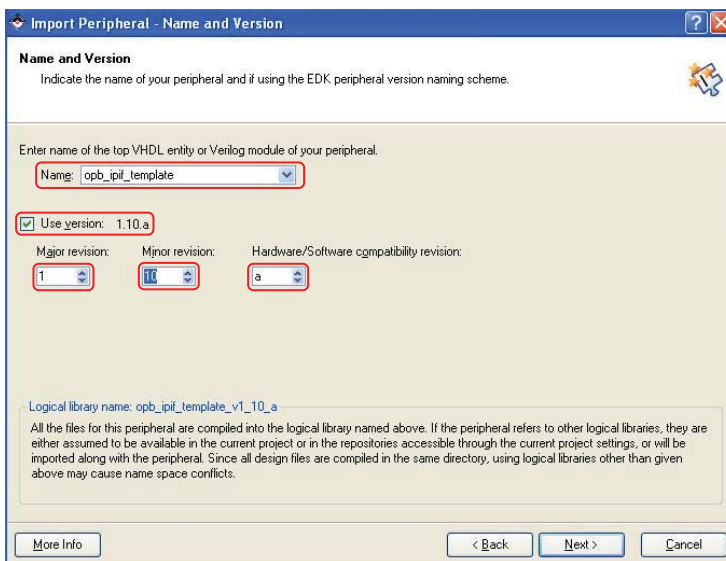 Import Peripheral - Name and Version
Name and Version
Indicate the name of your peripheral and if using the EDK peripheral version naming scheme.
Enter name of the top VHDL entity or Verilog module of your peripheral.
Name: opb_ipif_template
Use version: 1.10.a
Major revision: Minor revision: Hardware/Software compatibility revision:
1 10 a
Logical library name: opb_ipif_template_v1_10_a
All the files for this peripheral are compiled into the logical library named above. If the peripheral refers to other logical libraries, they are
either assumed to be available in the current project or in the repositories accessible through the current project settings, or will be
imported along with the peripheral. Since all design files are compiled in the same directory, using logical libraries other than given
above may cause name space conflicts.
More Info < Back Next > Cancel